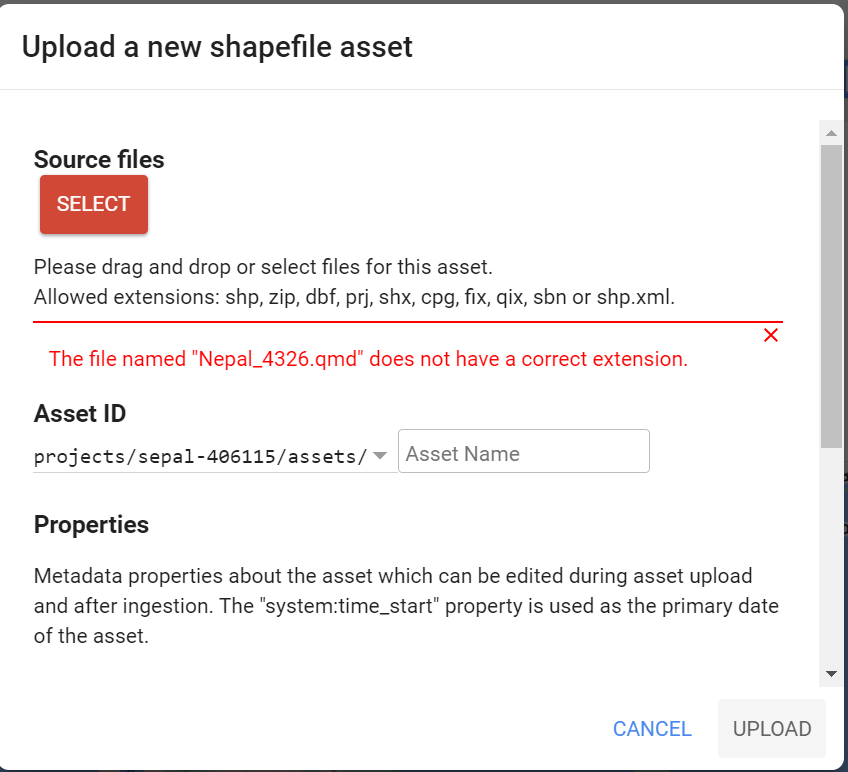 Upload a new shapefile asset
Source files
SELECT
Please drag and drop or select files for this asset.
Allowed extensions: shp, zip, dbf, prj, shx, cpg, fix, qix, sbn or shp.xml.
The file named "Nepal_4326.qmd" does not have a correct extension.
Asset ID
projects/sepal-406115/assets/ Asset Name
Properties
Metadata properties about the asset which can be edited during asset upload
and after ingestion. The "system:time_start" property is used as the primary date
of the asset.
CANCEL UPLOAD